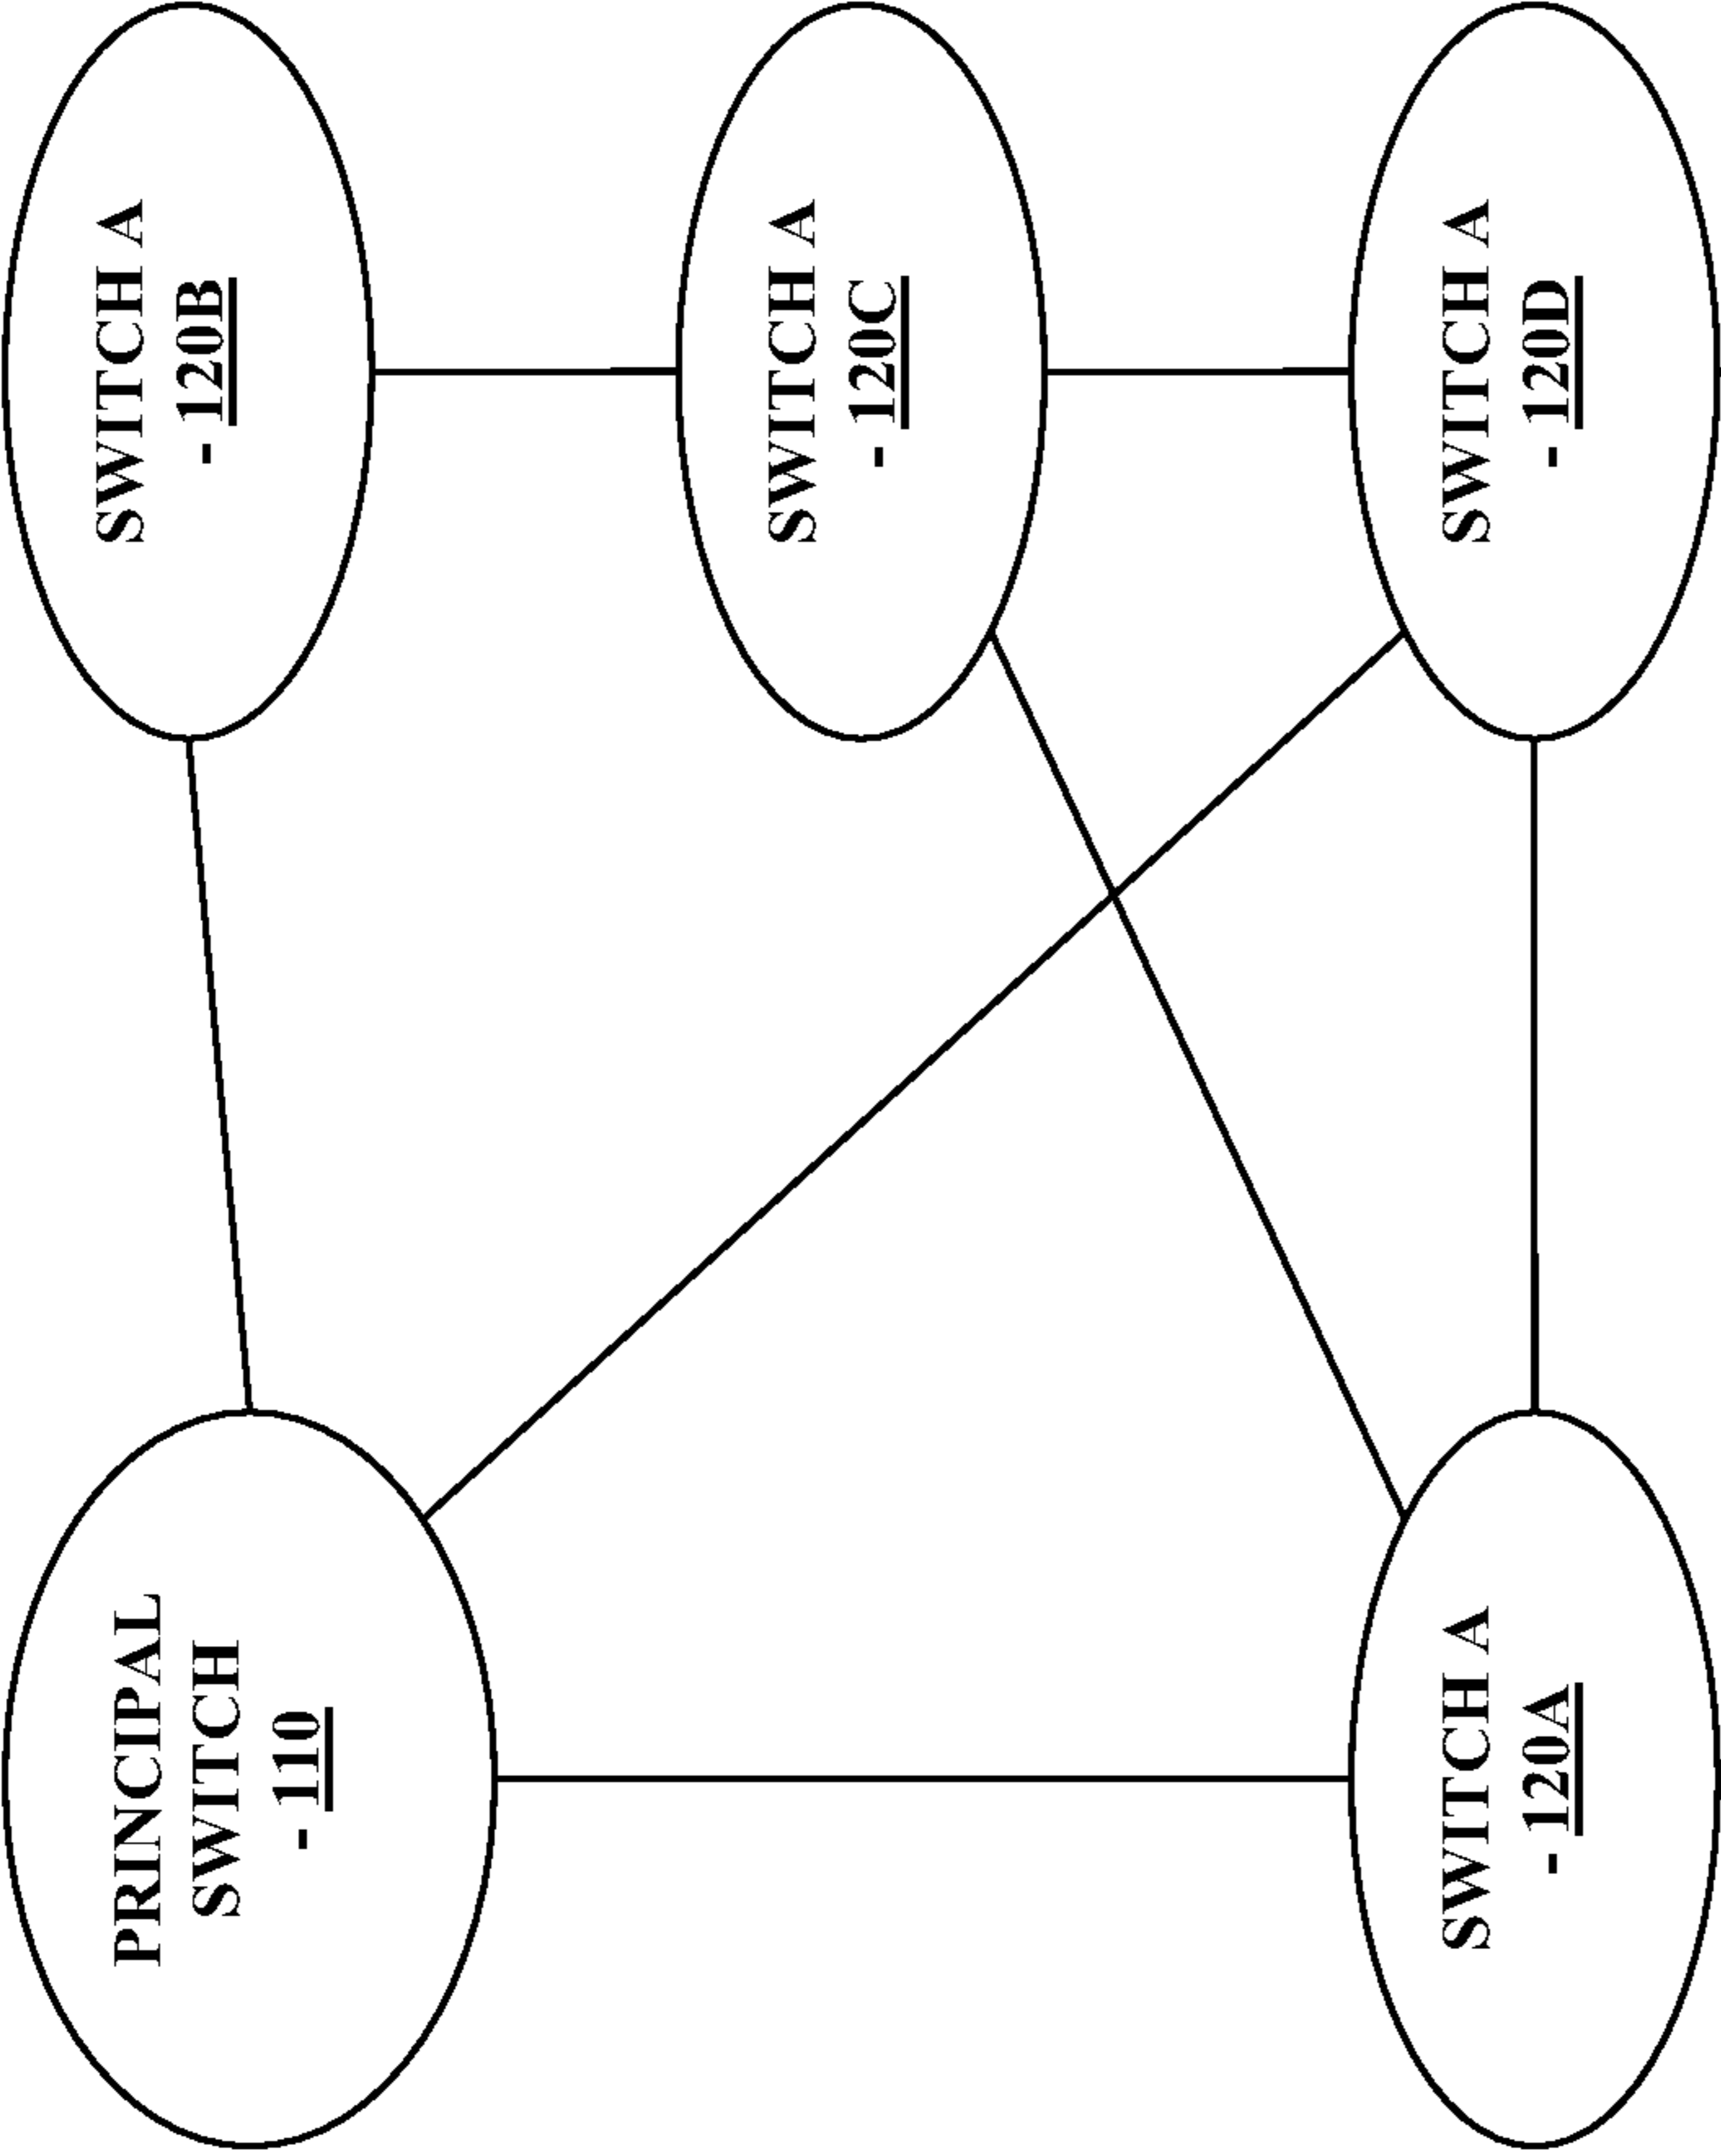 PRINCIPAL
SWITCH
- 110
SWITCH A
- 120B
SWITCH A
- 120C
SWITCH A
- 120A
SWITCH A
- 120D